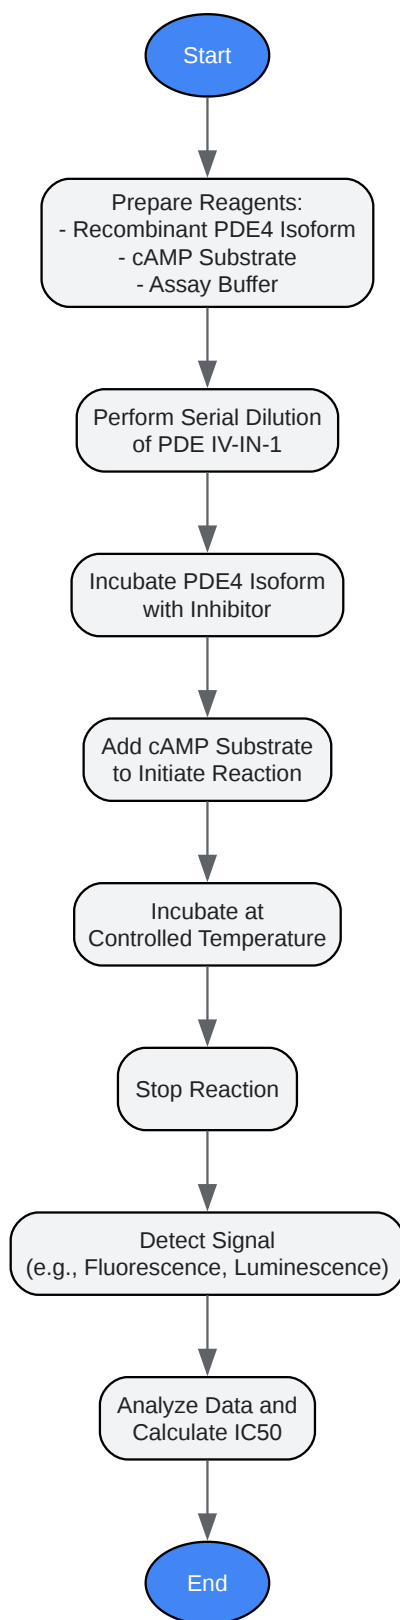 Start
Prepare Reagents:
- Recombinant PDE4 Isoform
- cAMP Substrate
- Assay Buffer
Perform Serial Dilution
of PDE IV-IN-1
Incubate PDE4 Isoform
with Inhibitor
Add cAMP Substrate
to Initiate Reaction
Incubate at
Controlled Temperature
Stop Reaction
Detect Signal
(e.g., Fluorescence, Luminescence)
Analyze Data and
Calculate IC50
End